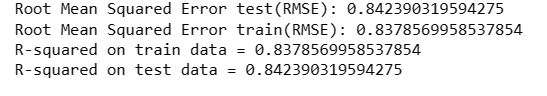 Root Mean Squared Error test(RMSE): 0.842390319594275
Root Mean Squared Error train(RMSE): 0.8378569958537854
R-squared on train data = 0.8378569958537854
R-squared on test data = 0.842390319594275